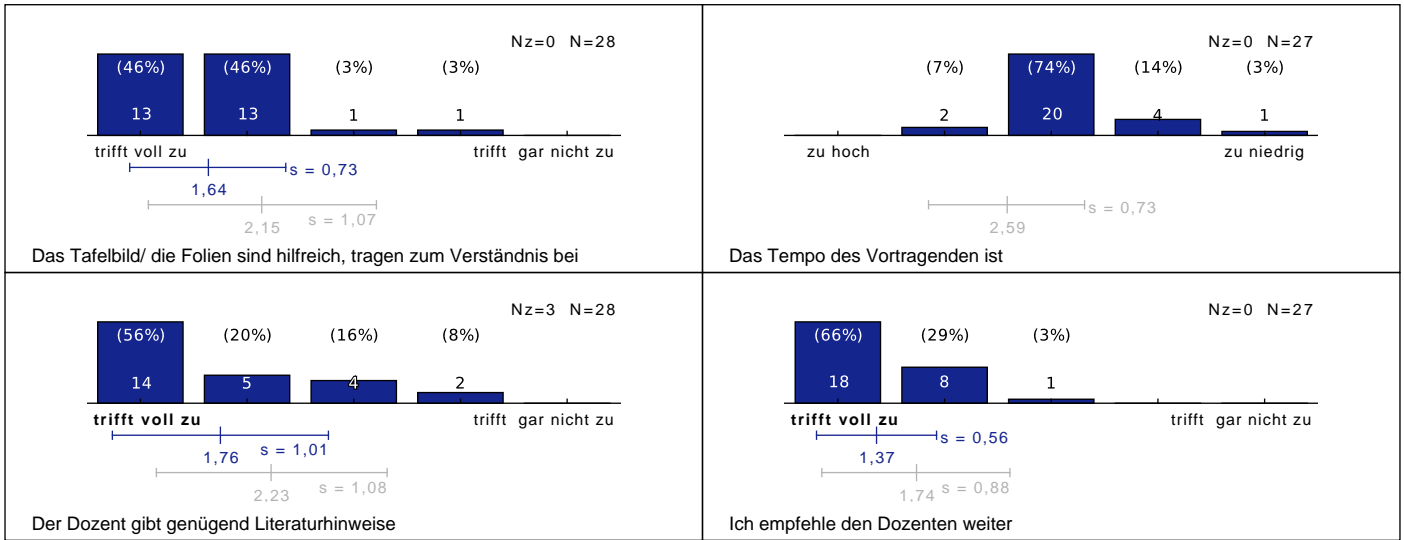 Nz=0 N=28
(46%) (46%) (3%) (3%)
13 13 1 1
trifft voll zu trifft gar nicht zu
s = 0,73
1,64
s = 1,07
2,15
Das Tafelbild/ die Folien sind hilfreich, tragen zum Verständnis bei
Nz=0 N=27
(7%) (74%) (14%) (3%)
2 20 4 1
zu hoch zu niedrig
s = 0,73
2,59
Das Tempo des Vortragenden ist
Nz=3 N=28
(56%) (20%) (16%) (8%)
14 5 4 2
trifft voll zu trifft gar nicht zu
s = 1,01
1,76
s = 1,08
2,23
Der Dozent gibt genügend Literaturhinweise
Nz=0 N=27
(66%) (29%) (3%)
18 8 1
trifft voll zu trifft gar nicht zu
s = 0,56
1,37
s = 0,88
1,74
Ich empfehle den Dozenten weiter